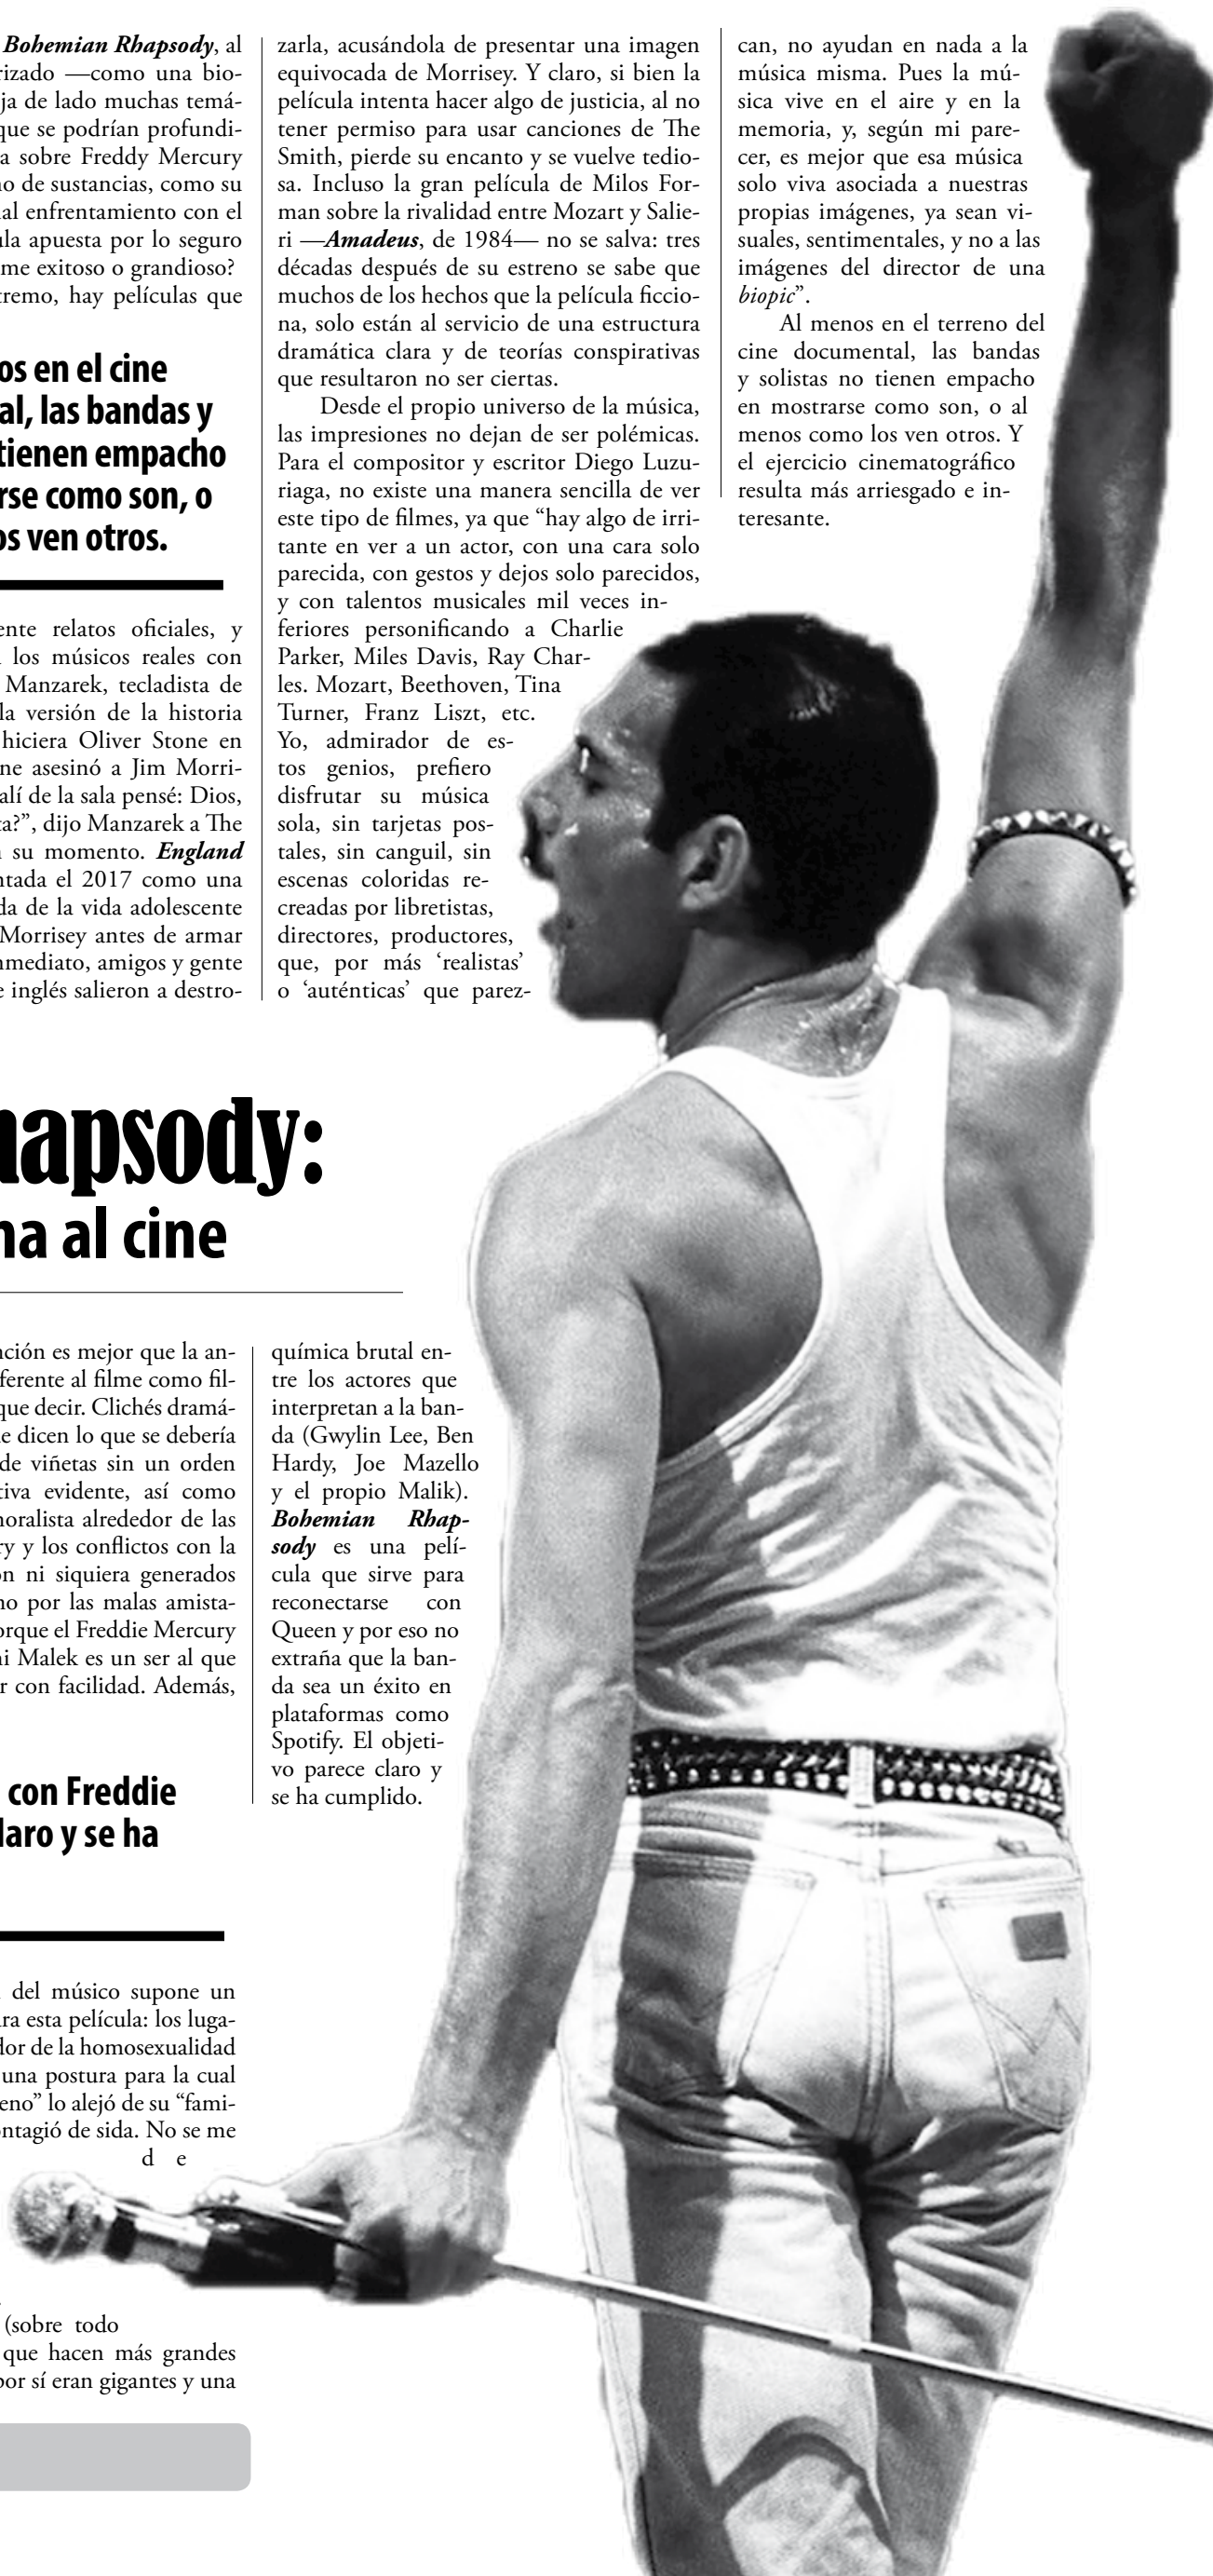 Bohemian Rhapsody, al
rizado —como una bio-
ja de lado muchas temá-
que se podrían profundi-
a sobre Freddy Mercury
o de sustancias, como su
al enfrentamiento con el
ula apuesta por lo seguro
me exitoso o grandioso?
tremo, hay películas que
os en el cine
al, las bandas y
tienen empacho
rse como son, o
os ven otros.
ente relatos oficiales, y
los músicos reales con
Manzarek, tecladista de
la versión de la historia
hiciera Oliver Stone en
ne asesinó a Jim Morri-
alí de la sala pensé: Dios,
ta?”, dijo Manzarek a The
su momento. England
ntada el 2017 como una
da de la vida adolescente
Morrisey antes de armar
nmediato, amigos y gente
e inglés salieron a destro-
zarla, acusándola de presentar una imagen
equivocada de Morrisey. Y claro, si bien la
película intenta hacer algo de justicia, al no
tener permiso para usar canciones de The
Smith, pierde su encanto y se vuelve tedio-
sa. Incluso la gran película de Milos For-
man sobre la rivalidad entre Mozart y Salie-
ri —Amadeus, de 1984— no se salva: tres
décadas después de su estreno se sabe que
muchos de los hechos que la película ficcio-
na, solo están al servicio de una estructura
dramática clara y de teorías conspirativas
que resultaron no ser ciertas.
Desde el propio universo de la música,
las impresiones no dejan de ser polémicas.
Para el compositor y escritor Diego Luzu-
riaga, no existe una manera sencilla de ver
este tipo de filmes, ya que “hay algo de irri-
tante en ver a un actor, con una cara solo
parecida, con gestos y dejos solo parecidos,
y con talentos musicales mil veces in-
feriores personificando a Charlie
Parker, Miles Davis, Ray Char-
les. Mozart, Beethoven, Tina
Turner, Franz Liszt, etc.
Yo, admirador de es-
tos genios, prefiero
disfrutar su música
sola, sin tarjetas pos-
tales, sin canguil, sin
escenas coloridas re-
creadas por libretistas,
directores, productores,
que, por más ‘realistas’
o ‘auténticas’ que parez-
can, no ayudan en nada a la
música misma. Pues la mú-
sica vive en el aire y en la
memoria, y, según mi pare-
cer, es mejor que esa música
solo viva asociada a nuestras
propias imágenes, ya sean vi-
suales, sentimentales, y no a las
imágenes del director de una
biopic”.
Al menos en el terreno del
cine documental, las bandas
y solistas no tienen empacho
en mostrarse como son, o al
menos como los ven otros. Y
el ejercicio cinematográfico
resulta más arriesgado e in-
teresante.
hapsody:
na al cine
nción es mejor que la an-
ferente al filme como fil-
que decir. Clichés dramá-
e dicen lo que se debería
de viñetas sin un orden
tiva evidente, así como
moralista alrededor de las
ry y los conflictos con la
on ni siquiera generados
no por las malas amista-
orque el Freddie Mercury
ni Malek es un ser al que
r con facilidad. Además,
con Freddie
laro y se ha
del músico supone un
ara esta película: los luga-
dor de la homosexualidad
una postura para la cual
eno” lo alejó de su “fami-
ontagió de sida. No se me
d e
(sobre todo
que hacen más grandes
por sí eran gigantes y una
química brutal en-
tre los actores que
interpretan a la ban-
da (Gwylin Lee, Ben
Hardy, Joe Mazello
y el propio Malik).
Bohemian Rhap-
sody es una pelí-
cula que sirve para
reconectarse con
Queen y por eso no
extraña que la ban-
da sea un éxito en
plataformas como
Spotify. El objeti-
vo parece claro y
se ha cumplido.